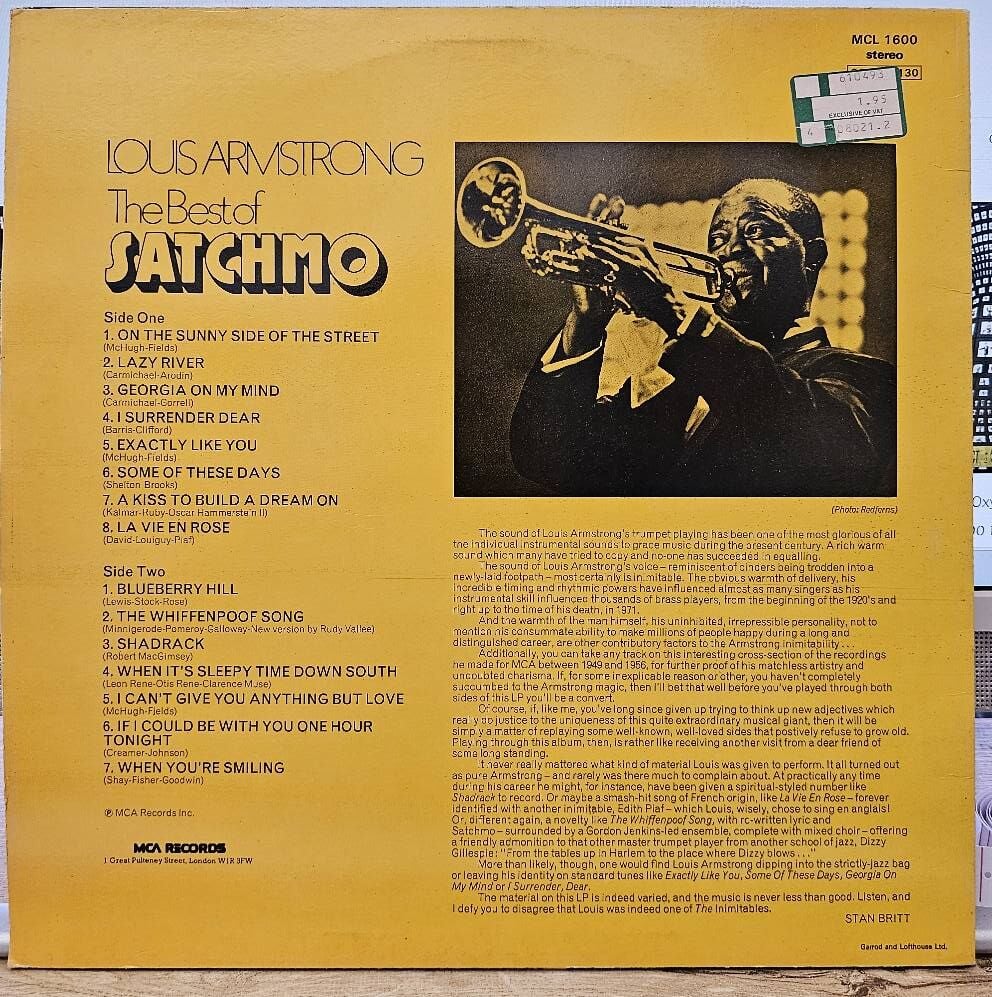 MCL 1600
stereo
130
610493
1.95
EXCLUSIVE OF VAT
4 08021.2
LOUIS ARMSTRONG
The Best of
SATCHMO
Side One
1. ON THE SUNNY SIDE OF THE STREET
(McHugh-Fields)
2. LAZY RIVER
(Carmichael-Arodin)
3. GEORGIA ON MY MIND
(Carmichael-Gorrell)
4. I SURRENDER DEAR
(Barris-Clifford)
5. EXACTLY LIKE YOU
(McHugh-Fields)
6. SOME OF THESE DAYS
(Shelton Brooks)
7. A KISS TO BUILD A DREAM ON
(Kalmar-Ruby-Oscar Hammerstein II)
8. LA VIE EN ROSE
(David-Louiguy-Piaf)
Side Two
1. BLUEBERRY HILL
(Lewis-Stock-Rose)
2. THE WHIFFENPOOF SONG
(Minnigerode-Pomeroy-Galloway-New version by Rudy Vallee)
3. SHADRACK
(Robert MacGimsey)
4. WHEN IT'S SLEEPY TIME DOWN SOUTH
(Leon Rene-Otis Rene-Clarence Muse)
5. I CAN'T GIVE YOU ANYTHING BUT LOVE
(McHugh-Fields)
6. IF I COULD BE WITH YOU ONE HOUR
TONIGHT
(Creamer-Johnson)
7. WHEN YOU'RE SMILING
(Shay-Fisher-Goodwin)
℗ MCA Records Inc.
MCA RECORDS
1 Great Pulteney Street, London W1R 3FW
(Photo: Redferns)
The sound of Louis Armstrong's trumpet playing has been one of the most glorious of all
the individual instrumental sounds to grace music during the present century. A rich warm
sound which many have tried to copy and no-one has succeeded in equalling.
The sound of Louis Armstrong's voice – reminiscent of cinders being trodden into a
newly-laid footpath – most certainly is inimitable. The obvious warmth of delivery, his
incredible timing and rhythmic powers have influenced almost as many singers as his
instrumental skill influenced thousands of brass players, from the beginning of the 1920's and
right up to the time of his death, in 1971.
And the warmth of the man himself, his uninhibited, irrepressible personality, not to
mention his consummate ability to make millions of people happy during a long and
distinguished career, are other contributory factors to the Armstrong inimitability . . .
Additionally, you can take any track on this interesting cross-section of the recordings
he made for MCA between 1949 and 1956, for further proof of his matchless artistry and
undoubted charisma. If, for some inexplicable reason or other, you haven't completely
succumbed to the Armstrong magic, then I'll bet that well before you've played through both
sides of this LP you'll be a convert.
Of course, if, like me, you've long since given up trying to think up new adjectives which
really do justice to the uniqueness of this quite extraordinary musical giant, then it will be
simply a matter of replaying some well-known, well-loved sides that postively refuse to grow old.
Playing through this album, then, is rather like receiving another visit from a dear friend of
some long standing.
It never really mattered what kind of material Louis was given to perform. It all turned out
as pure Armstrong – and rarely was there much to complain about. At practically any time
during his career he might, for instance, have been given a spiritual-styled number like
Shadrack to record. Or maybe a smash-hit song of French origin, like La Vie En Rose – forever
identified with another inimitable, Edith Piaf – which Louis, wisely, chose to sing en anglais!
Or, different again, a novelty like The Whiffenpoof Song, with re-written lyric and
Satchmo – surrounded by a Gordon Jenkins-led ensemble, complete with mixed choir – offering
a friendly admonition to that other master trumpet player from another school of jazz, Dizzy
Gillespie: "From the tables up in Harlem to the place where Dizzy blows . . ."
More than likely, though, one would find Louis Armstrong dipping into the strictly-jazz bag
or leaving his identity on standard tunes like Exactly Like You, Some Of These Days, Georgia On
My Mind or I Surrender, Dear.
The material on this LP is indeed varied, and the music is never less than good. Listen, and
I defy you to disagree that Louis was indeed one of The Inimitables.
STAN BRITT
Garrod and Lofthouse Ltd.